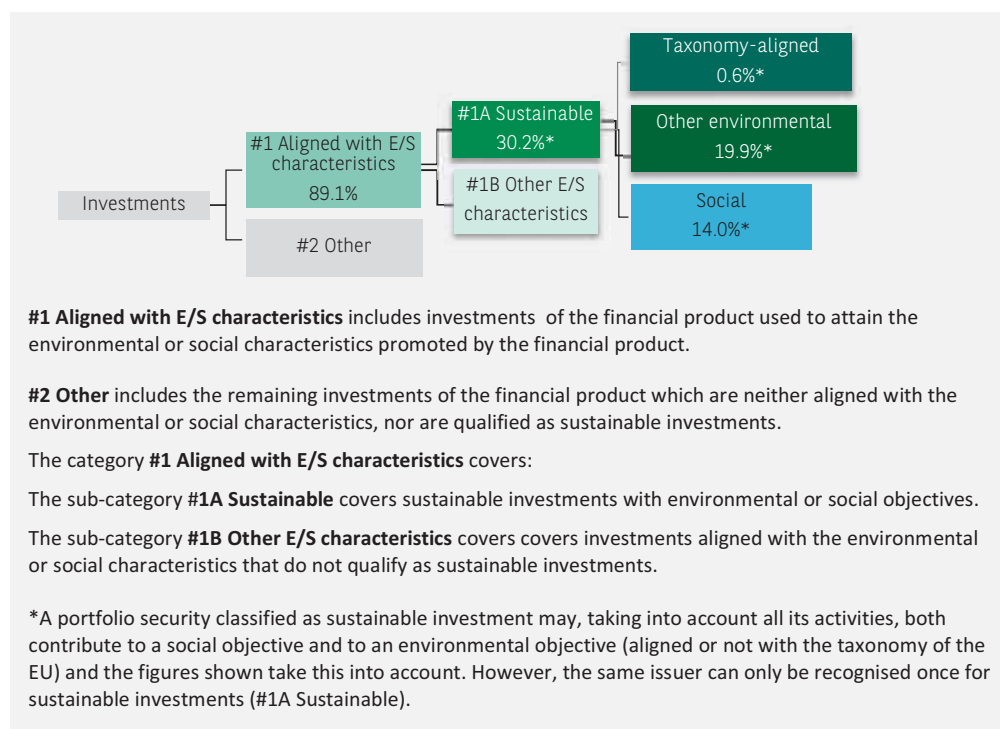 Taxonomy-aligned
0.6%*
#1A Sustainable
30.2%*
Other environmental
19.9%*
#1 Aligned with E/S
characteristics
89.1%
#1B Other E/S
characteristics
Investments
Social
14.0%*
#2 Other
#1 Aligned with E/S characteristics includes investments of the financial product used to attain the
environmental or social characteristics promoted by the financial product.
#2 Other includes the remaining investments of the financial product which are neither aligned with the
environmental or social characteristics, nor are qualified as sustainable investments.
The category #1 Aligned with E/S characteristics covers:
The sub-category #1A Sustainable covers sustainable investments with environmental or social objectives.
The sub-category #1B Other E/S characteristics covers covers investments aligned with the environmental
or social characteristics that do not qualify as sustainable investments.
*A portfolio security classified as sustainable investment may, taking into account all its activities, both
contribute to a social objective and to an environmental objective (aligned or not with the taxonomy of the
EU) and the figures shown take this into account. However, the same issuer can only be recognised once for
sustainable investments (#1A Sustainable).